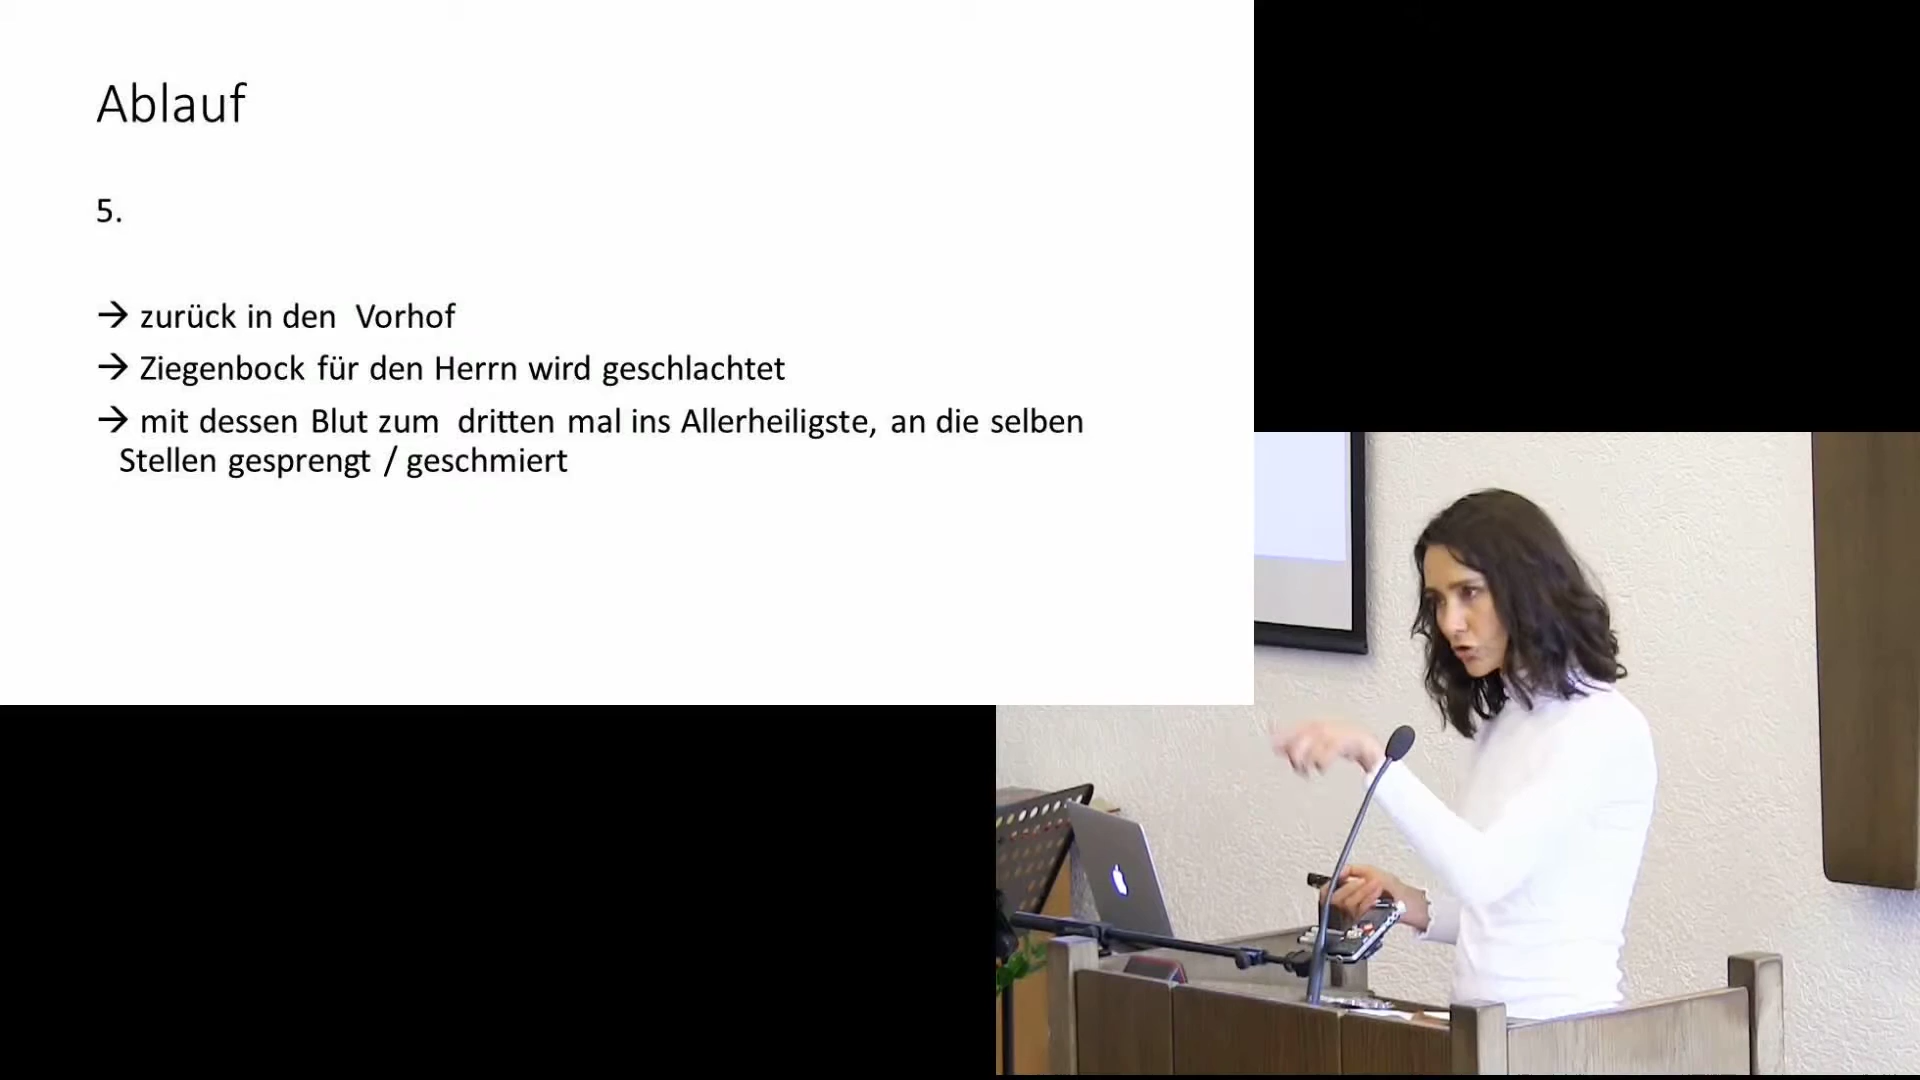 Ablauf
5.
→ zurück in den Vorhof
→ Ziegenbock für den Herrn wird geschlachtet
→ mit dessen Blut zum dritten mal ins Allerheiligste, an die selben
Stellen gesprengt / geschmiert